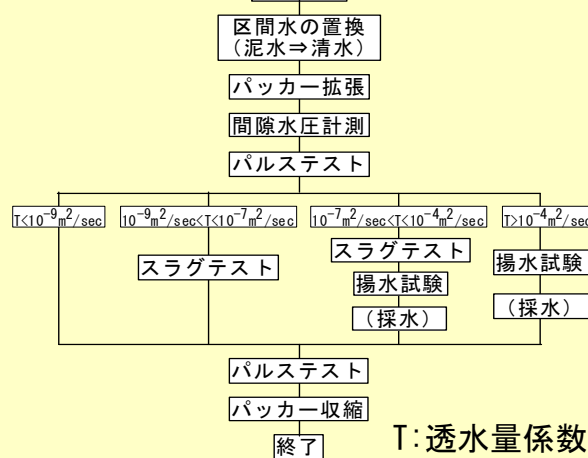 区間水の置換
（泥水⇒清水）
パッカー拡張
間隙水圧計測
パルステスト
T<10⁻⁹m²/sec
10⁻⁹m²/sec<T<10⁻⁷m²/sec
10⁻⁷m²/sec<T<10⁻⁴m²/sec
T>10⁻⁴m²/sec
スラグテスト
スラグテスト
揚水試験
（採水）
揚水試験
（採水）
パルステスト
パッカー収縮
終了
T:透水量係数